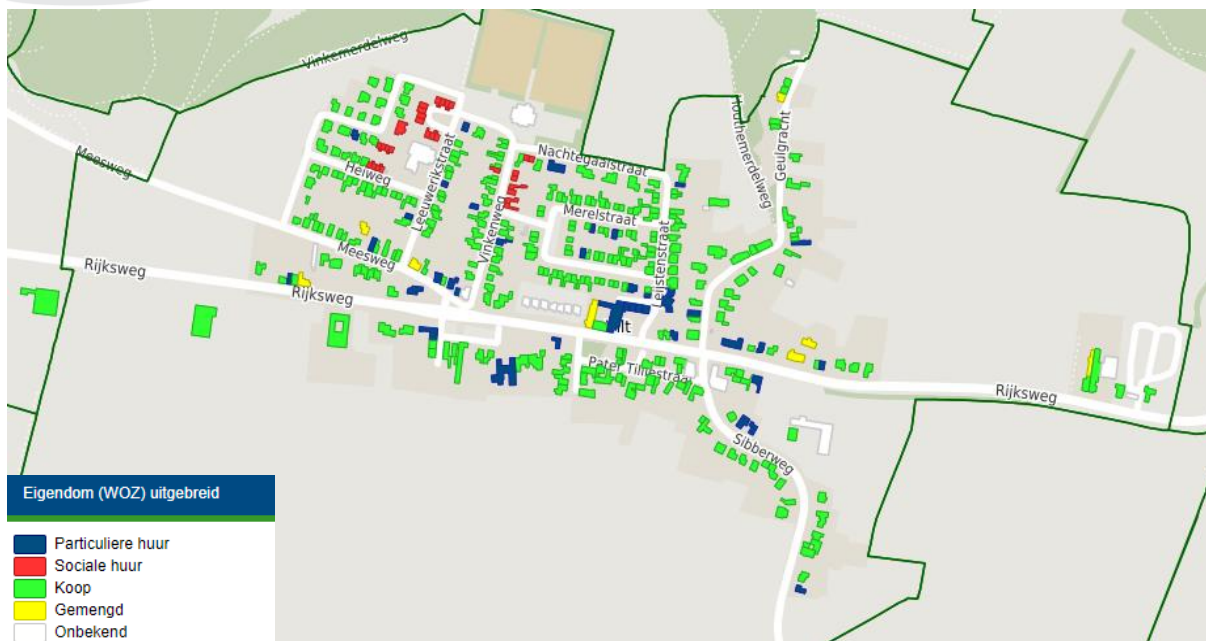 Vinkemerdelweg
Meesweg
Heiweg
Leeuwerikstraat
Vinkenweg
Nachtegaalstraat
Merelstraat
Leijstenstraat
Houthemerdelweg
Geulgracht
Meesweg
Rijksweg
Rijksweg
Pater Tilliestraat
Rijksweg
Sibberweg
Eigendom (WOZ) uitgebreid
Particuliere huur
Sociale huur
Koop
Gemengd
Onbekend